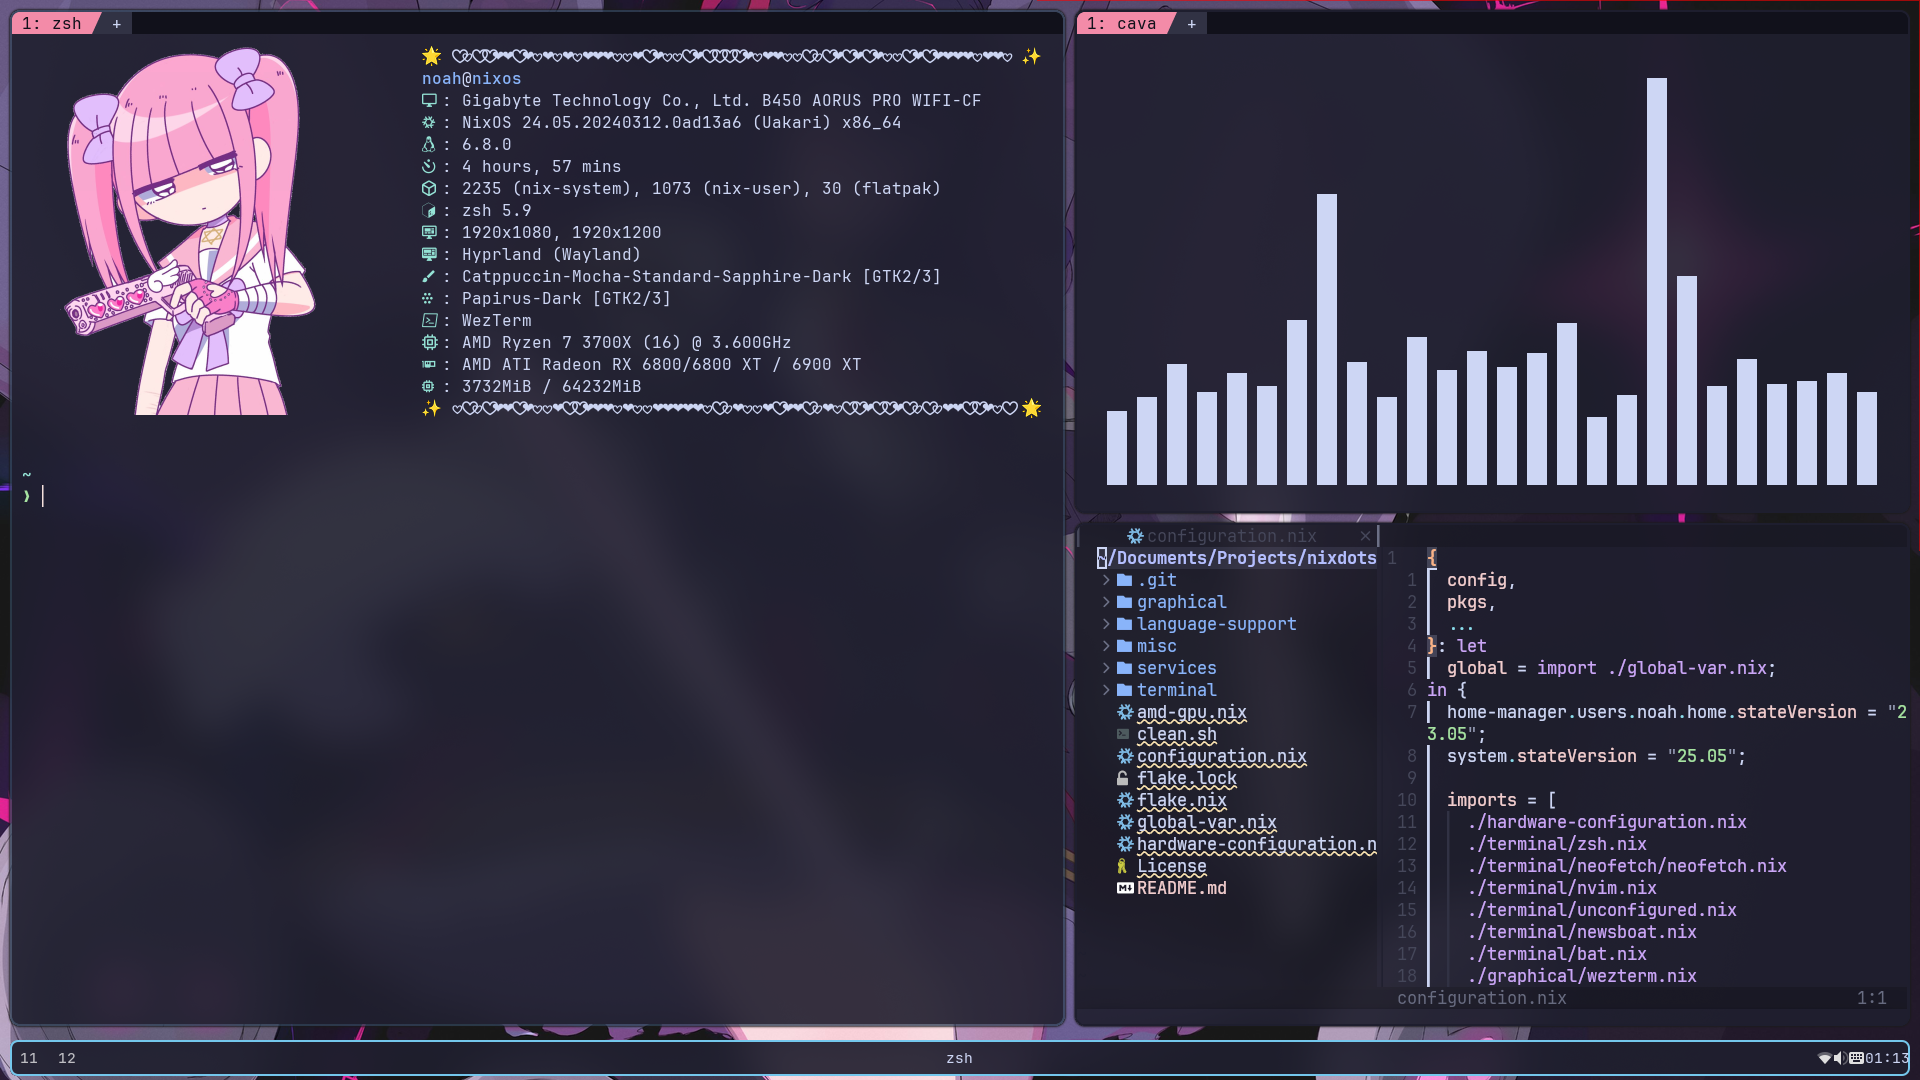 1: zsh +
noah@nixos
: Gigabyte Technology Co., Ltd. B450 AORUS PRO WIFI-CF
: NixOS 24.05.20240312.0ad13a6 (Uakari) x86_64
: 6.8.0
: 4 hours, 57 mins
: 2235 (nix-system), 1073 (nix-user), 30 (flatpak)
: zsh 5.9
: 1920x1080, 1920x1200
: Hyprland (Wayland)
: Catppuccin-Mocha-Standard-Sapphire-Dark [GTK2/3]
: Papirus-Dark [GTK2/3]
: WezTerm
: AMD Ryzen 7 3700X (16) @ 3.600GHz
: AMD ATI Radeon RX 6800/6800 XT / 6900 XT
: 3732MiB / 64232MiB
~
❯
1: cava +
configuration.nix ×
~/Documents/Projects/nixdots
.git
graphical
language-support
misc
services
terminal
amd-gpu.nix
clean.sh
configuration.nix
flake.lock
flake.nix
global-var.nix
hardware-configuration.n
License
README.md
1 {
1 config,
2 pkgs,
3 ...
4 }: let
5 global = import ./global-var.nix;
6 in {
7 home-manager.users.noah.home.stateVersion = "2
3.05";
8 system.stateVersion = "25.05";
9
10 imports = [
11 ./hardware-configuration.nix
12 ./terminal/zsh.nix
13 ./terminal/neofetch/neofetch.nix
14 ./terminal/nvim.nix
15 ./terminal/unconfigured.nix
16 ./terminal/newsboat.nix
17 ./terminal/bat.nix
18 ./graphical/wezterm.nix
configuration.nix 1:1
11 12 zsh 01:13